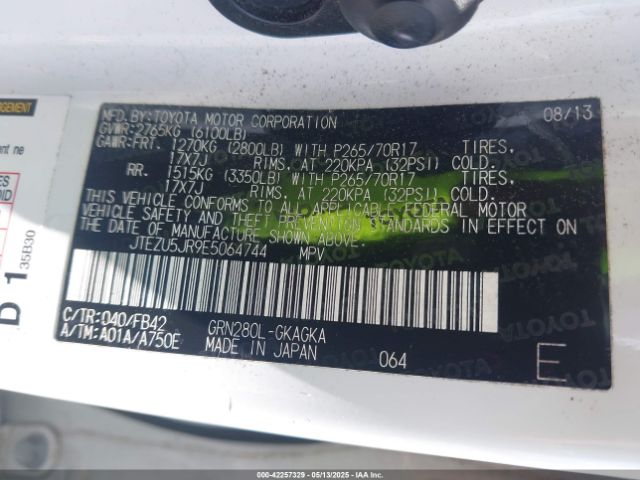 MFD.BY:TOYOTA MOTOR CORPORATION 08/13
GVWR:2765KG (6100LB)
GAWR:FRT. 1270KG (2800LB) WITH P265/70R17 TIRES,
17X7J RIMS, AT 220KPA (32PSI) COLD.
RR. 1515KG (3350LB) WITH P265/70R17 TIRES,
17X7J RIMS, AT 220KPA (32PSI) COLD.
THIS VEHICLE CONFORMS TO ALL APPLICABLE FEDERAL MOTOR
VEHICLE SAFETY AND THEFT PREVENTION STANDARDS IN EFFECT ON
THE DATE OF MANUFACTURE SHOWN ABOVE.
JTEZU5JR9E5064744 MPV
C/TR:040/FB42 GRN280L-GKAGKA
A/TM:A01A/A750E MADE IN JAPAN 064 E
D 1
35B30
000-42257329 - 05/13/2025 - IAAI.COM